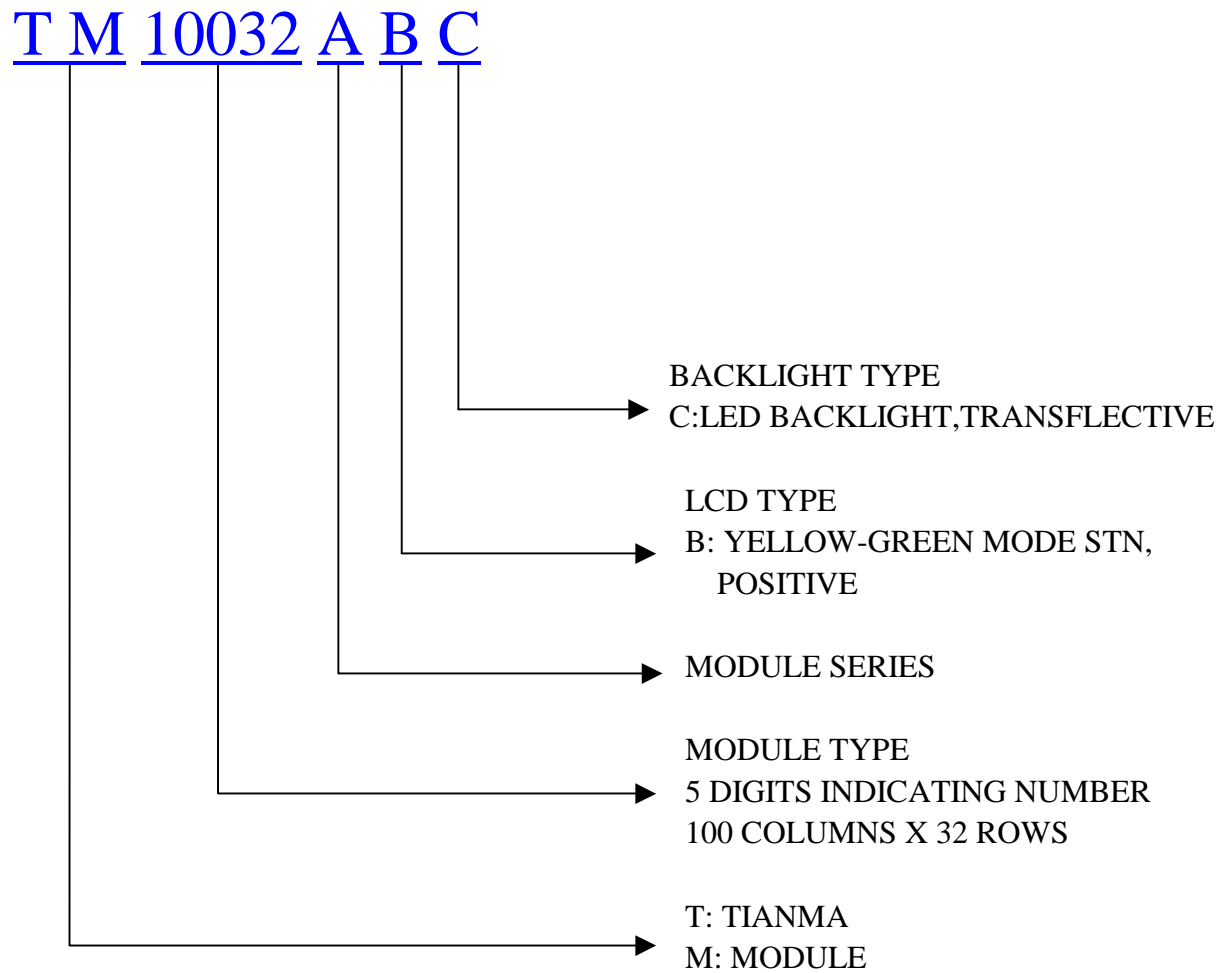 T M 10032 A B C
BACKLIGHT TYPE
C:LED BACKLIGHT,TRANSFLECTIVE
LCD TYPE
B: YELLOW-GREEN MODE STN,
POSITIVE
MODULE SERIES
MODULE TYPE
5 DIGITS INDICATING NUMBER
100 COLUMNS X 32 ROWS
T: TIANMA
M: MODULE